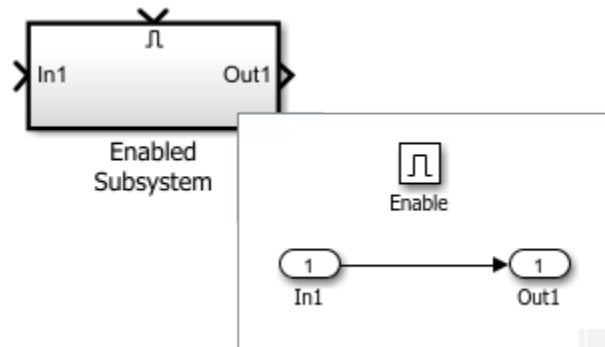 In1 Out1
Enabled
Subsystem
Enable
1 1
In1 Out1